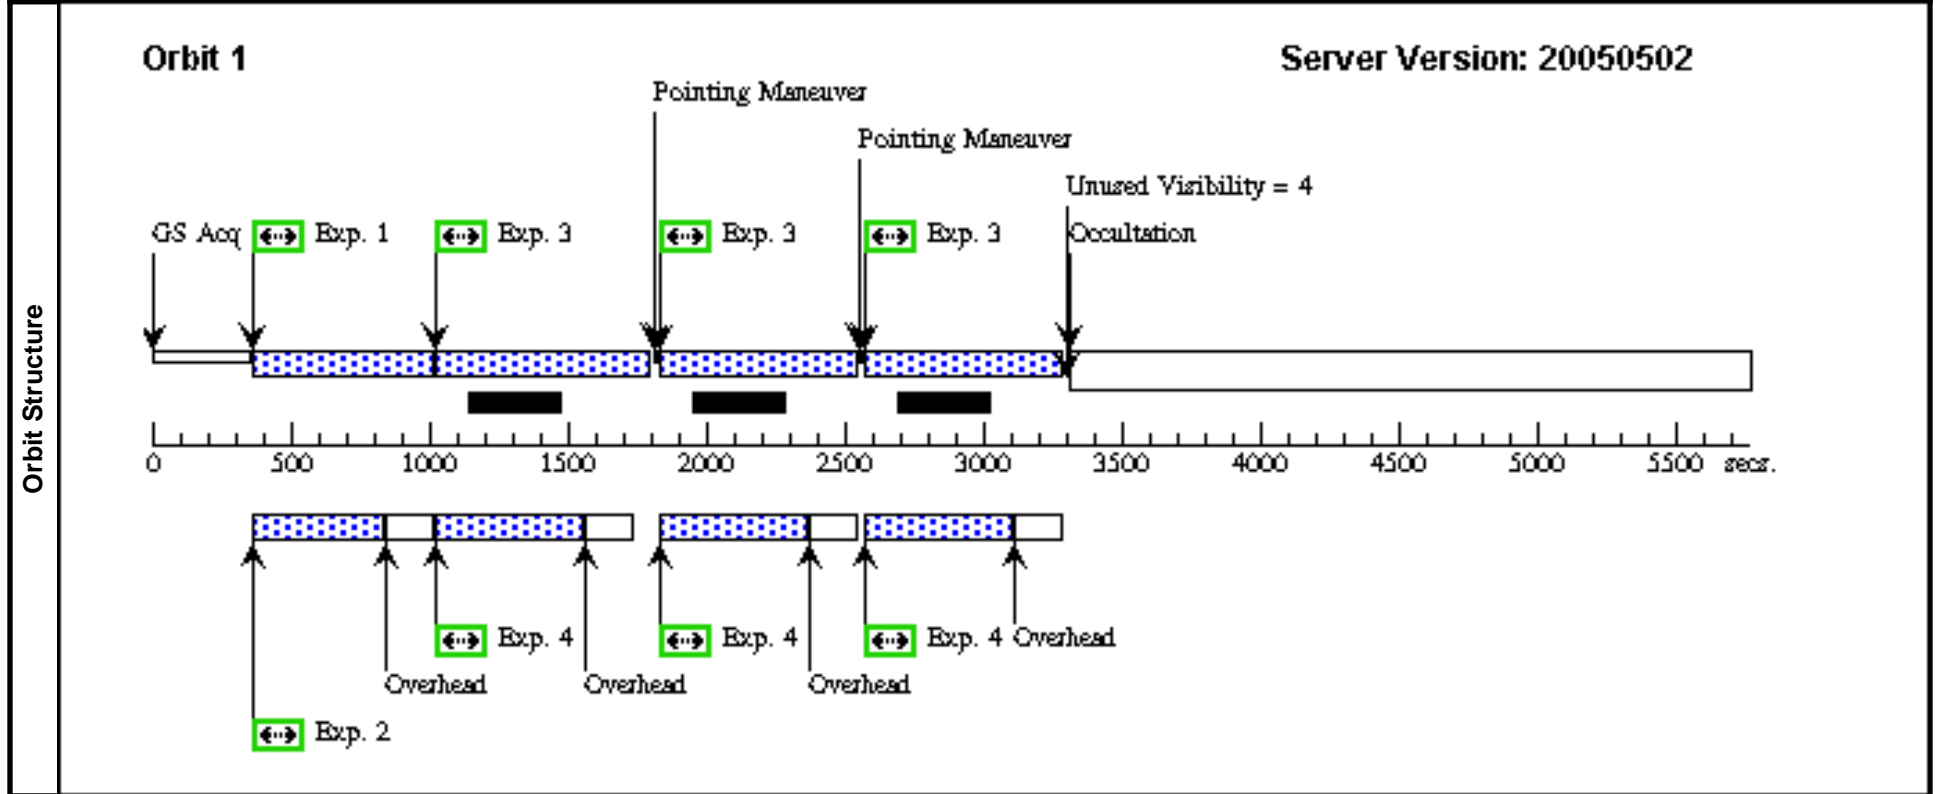 Orbit Structure
Orbit 1
Server Version: 20050502
Pointing Maneuver
Pointing Maneuver
Unused Visibility = 4
GS Acq
Exp. 1
Exp. 3
Exp. 3
Exp. 3
Occultation
0 500 1000 1500 2000 2500 3000 3500 4000 4500 5000 5500 secs.
Exp. 4
Exp. 4
Exp. 4
Overhead
Overhead
Overhead
Overhead
Exp. 2